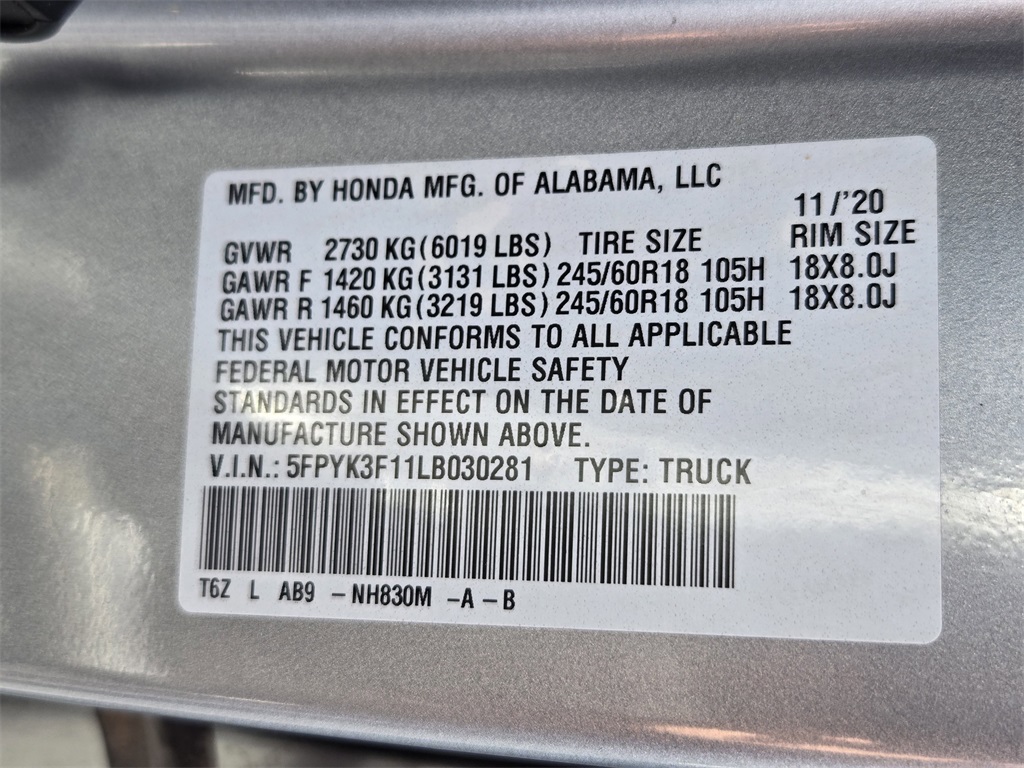 MFD. BY HONDA MFG. OF ALABAMA, LLC
11/'20
GVWR 2730 KG(6019 LBS) TIRE SIZE RIM SIZE
GAWR F 1420 KG(3131 LBS) 245/60R18 105H 18X8.0J
GAWR R 1460 KG(3219 LBS) 245/60R18 105H 18X8.0J
THIS VEHICLE CONFORMS TO ALL APPLICABLE
FEDERAL MOTOR VEHICLE SAFETY
STANDARDS IN EFFECT ON THE DATE OF
MANUFACTURE SHOWN ABOVE.
V.I.N.: 5FPYK3F11LB030281 TYPE: TRUCK
T6Z L AB9 -NH830M -A -B